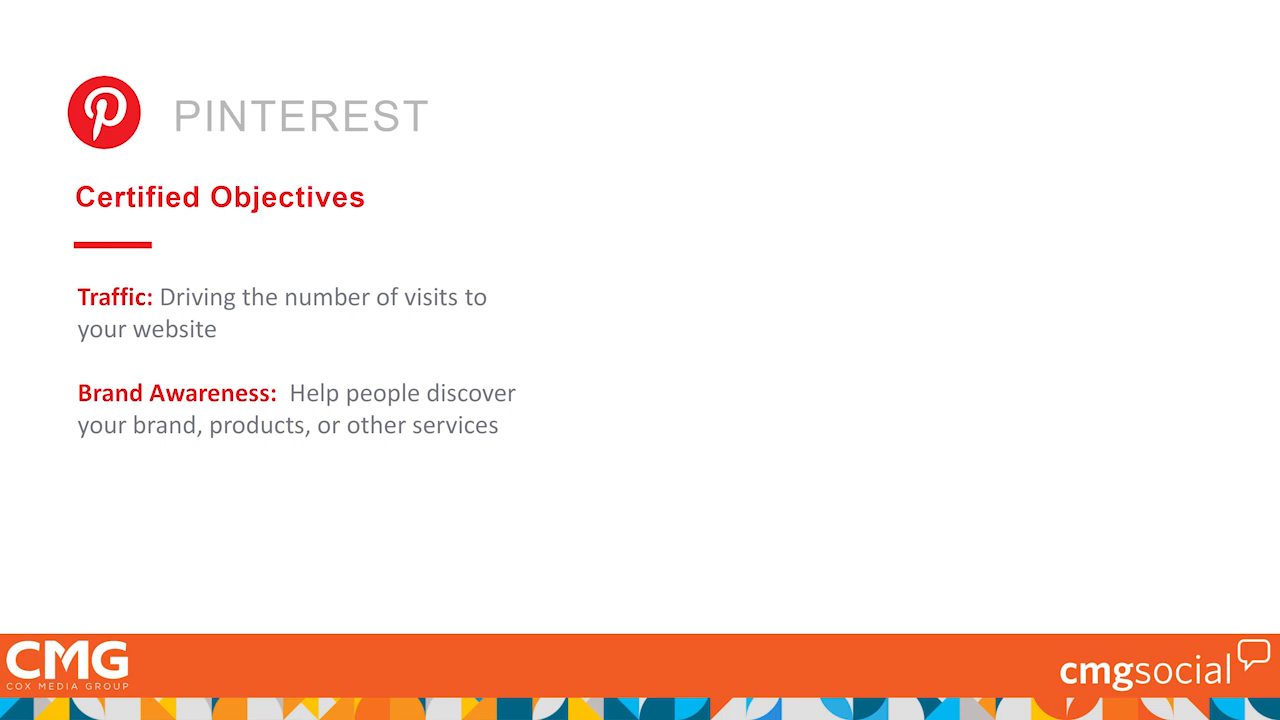 PINTEREST
Certified Objectives
Traffic: Driving the number of visits to
your website
Brand Awareness:  Help people discover
your brand, products, or other services
CMG
COX MEDIA GROUP
cmgsocial